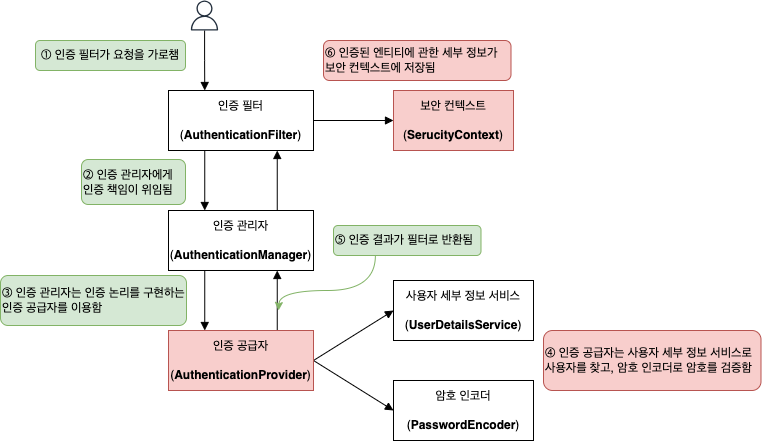 ① 인증 필터가 요청을 가로챔
⑥ 인증된 엔티티에 관한 세부 정보가
보안 컨텍스트에 저장됨
인증 필터
(AuthenticationFilter)
보안 컨텍스트
(SerucityContext)
② 인증 관리자에게
인증 책임이 위임됨
인증 관리자
(AuthenticationManager)
⑤ 인증 결과가 필터로 반환됨
③ 인증 관리자는 인증 논리를 구현하는
인증 공급자를 이용함
사용자 세부 정보 서비스
(UserDetailsService)
인증 공급자
(AuthenticationProvider)
④ 인증 공급자는 사용자 세부 정보 서비스로
사용자를 찾고, 암호 인코더로 암호를 검증함
암호 인코더
(PasswordEncoder)